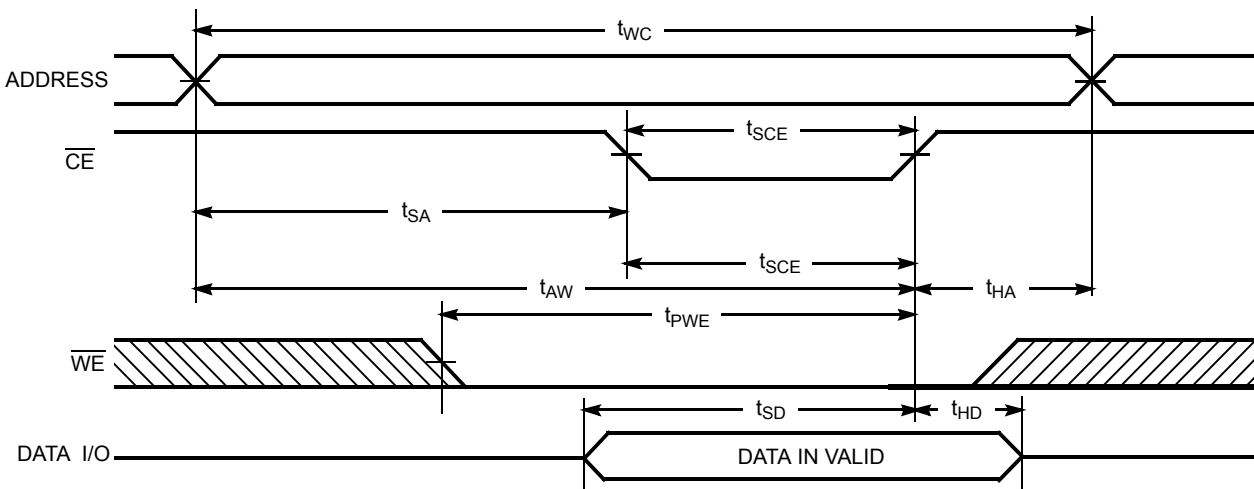 tWC
ADDRESS
tSCE
CE
tSA
tSCE
tAW
tHA
tPWE
WE
tSD
tHD
DATA I/O
DATA IN VALID